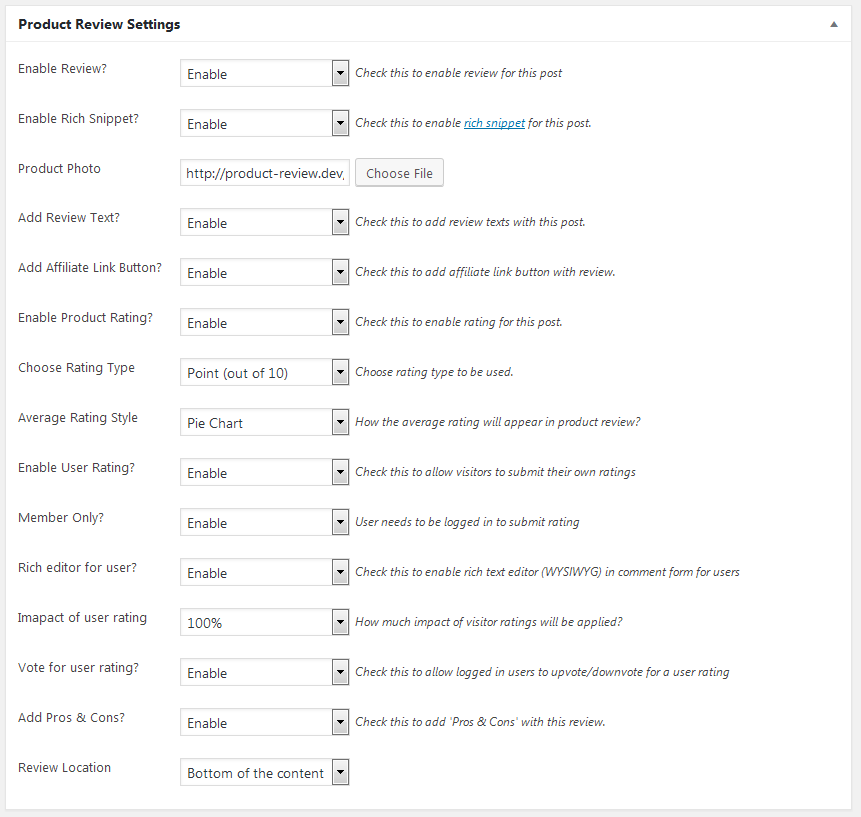 Product Review Settings
Enable Review? Enable Check this to enable review for this post
Enable Rich Snippet? Enable Check this to enable rich snippet for this post.
Product Photo http://product-review.dev, Choose File
Add Review Text? Enable Check this to add review texts with this post.
Add Affiliate Link Button? Enable Check this to add affiliate link button with review.
Enable Product Rating? Enable Check this to enable rating for this post.
Choose Rating Type Point (out of 10) Choose rating type to be used.
Average Rating Style Pie Chart How the average rating will appear in product review?
Enable User Rating? Enable Check this to allow visitors to submit their own ratings
Member Only? Enable User needs to be logged in to submit rating
Rich editor for user? Enable Check this to enable rich text editor (WYSIWYG) in comment form for users
Imapact of user rating 100% How much impact of visitor ratings will be applied?
Vote for user rating? Enable Check this to allow logged in users to upvote/downvote for a user rating
Add Pros & Cons? Enable Check this to add 'Pros & Cons' with this review.
Review Location Bottom of the content